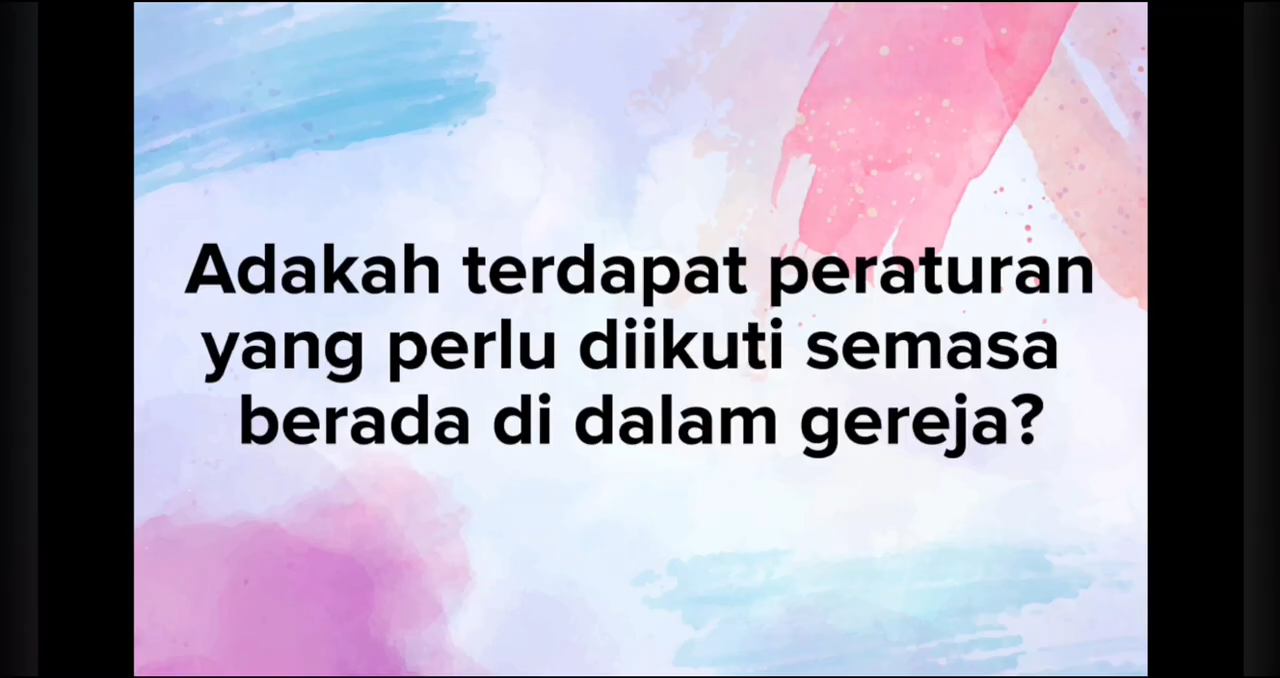 Adakah terdapat peraturan
yang perlu diikuti semasa
berada di dalam gereja?